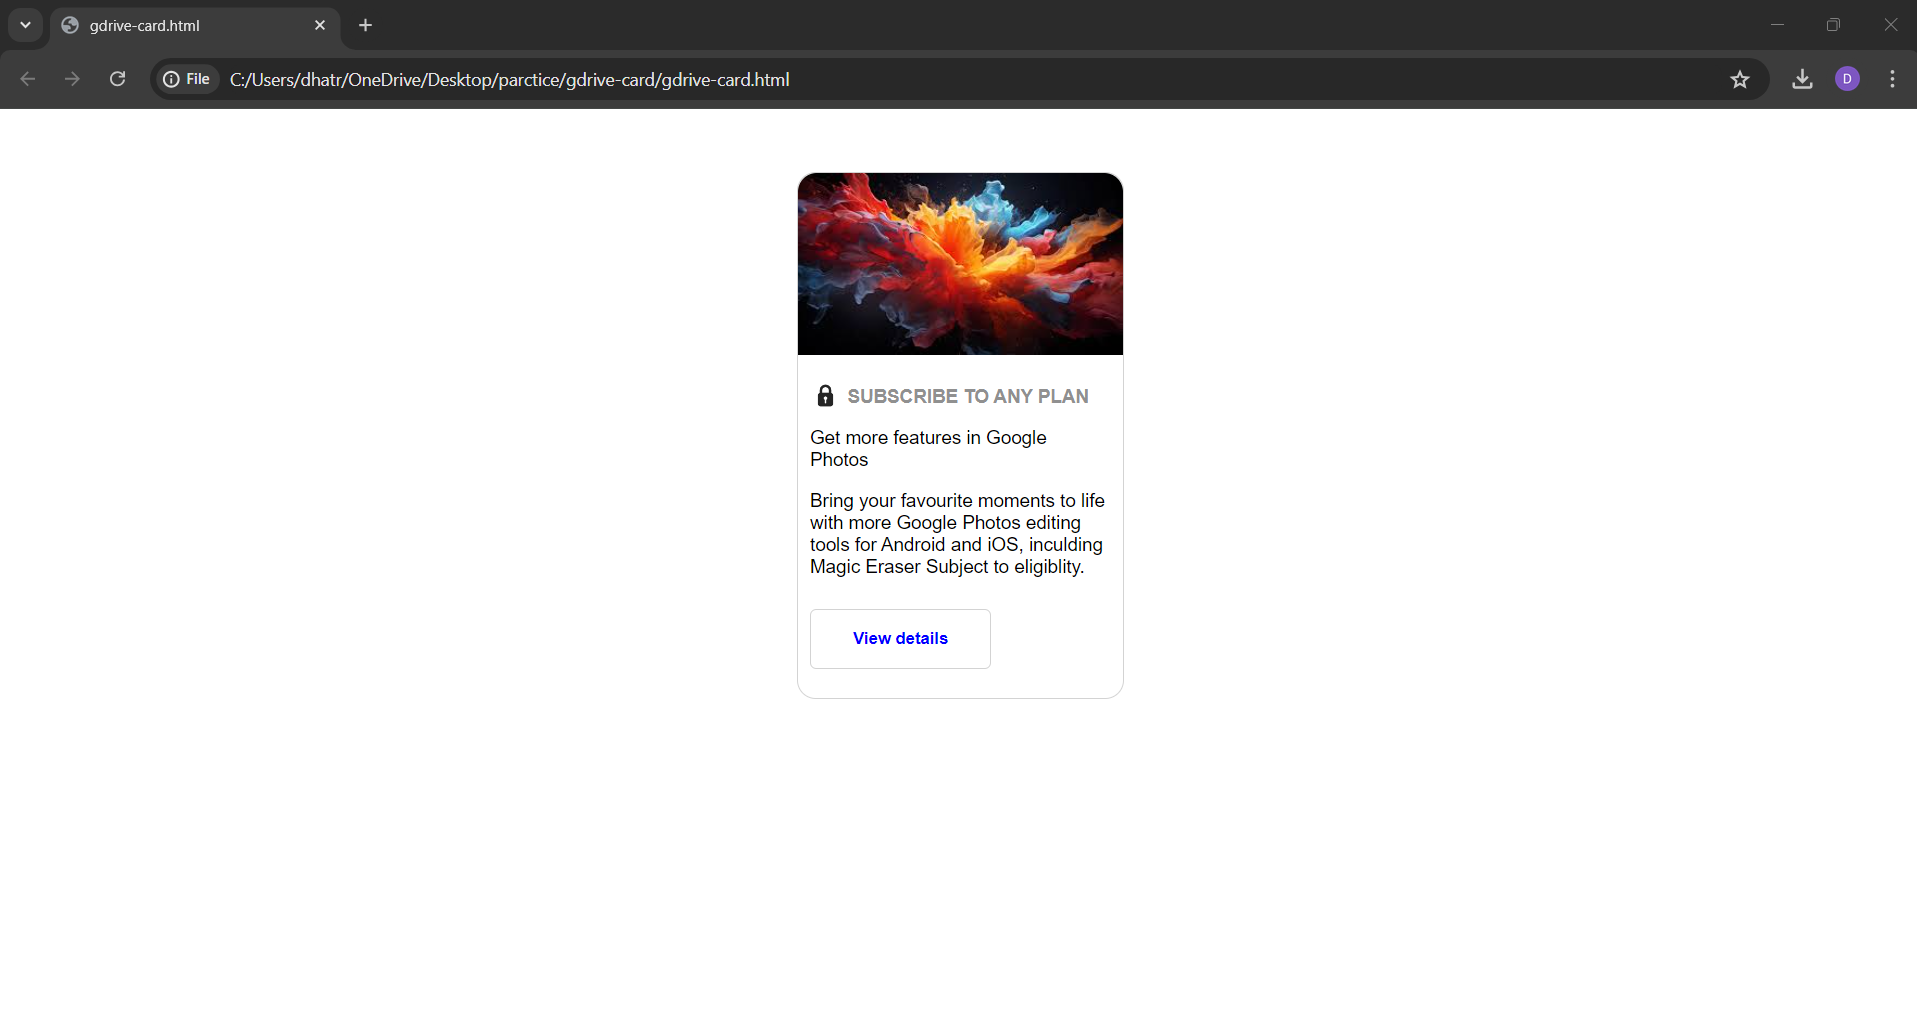 gdrive-card.html
File C:/Users/dhatr/OneDrive/Desktop/parctice/gdrive-card/gdrive-card.html
D
SUBSCRIBE TO ANY PLAN
Get more features in Google
Photos
Bring your favourite moments to life
with more Google Photos editing
tools for Android and iOS, inculding
Magic Eraser Subject to eligiblity.
View details